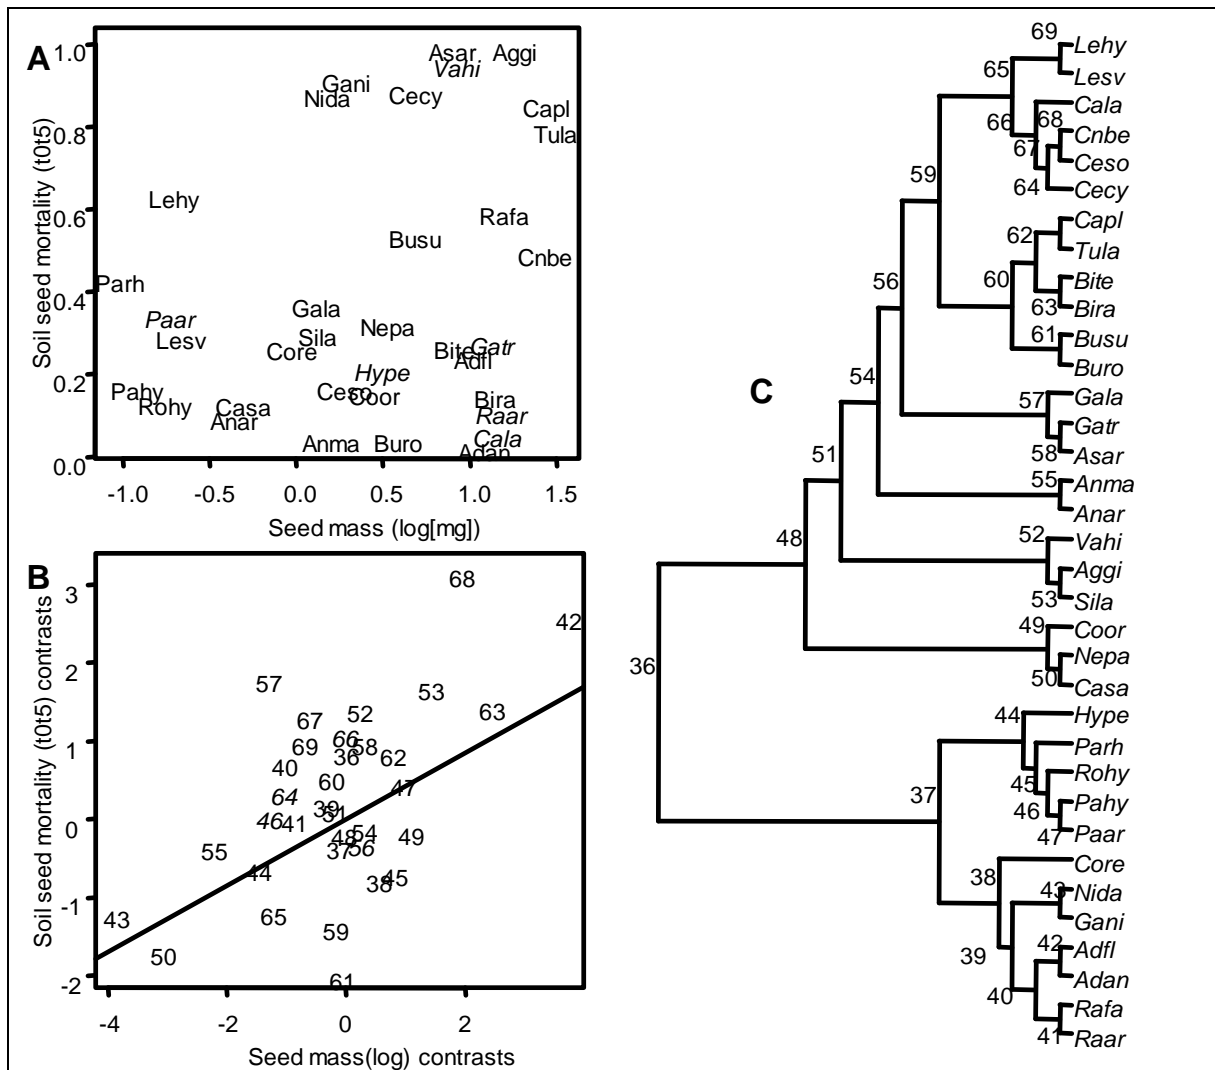 A
1.0
0.8
0.6
0.4
0.2
0.0
Soil seed mortality (t0t5)
Asar Aggi
Vahi
Gani
Nida
Cecy
Capl
Tula
Lehy
Rafa
Busu
Cnbe
Parh
Gala
Paar
Nepa
Lesv
Sila
Core
Bite
Gatr
Adfl
Hype
Pahy
Ceso
Coor
Rohy
Casa
Bira
Anar
Raar
Anma
Buro
Cala
Adan
-1.0 -0.5 0.0 0.5 1.0 1.5
Seed mass (log[mg])
B
3
2
1
0
-1
-2
Soil seed mortality (t0t5) contrasts
68
42
57
53
52
63
67
66
69
58
36
62
40
60
47
64
39
51
46
41
54
48
49
37
56
55
44
38
45
43
65
59
50
61
-4 -2 0 2
Seed mass(log) contrasts
C
69
Lehy
65
Lesv
Cala
66
68
Cnbe
67
Ceso
59
64
Cecy
Capl
62
Tula
60
Bite
56
63
Bira
61
Busu
Buro
54
57
Gala
Gatr
51
58
Asar
55
Anma
Anar
48
52
Vahi
Aggi
53
Sila
49
Coor
36
Nepa
50
Casa
44
Hype
Parh
37
45
Rohy
46
Pahy
47
Paar
38
Core
43
Nida
Gani
39
42
Adfl
40
Adan
Rafa
41
Raar